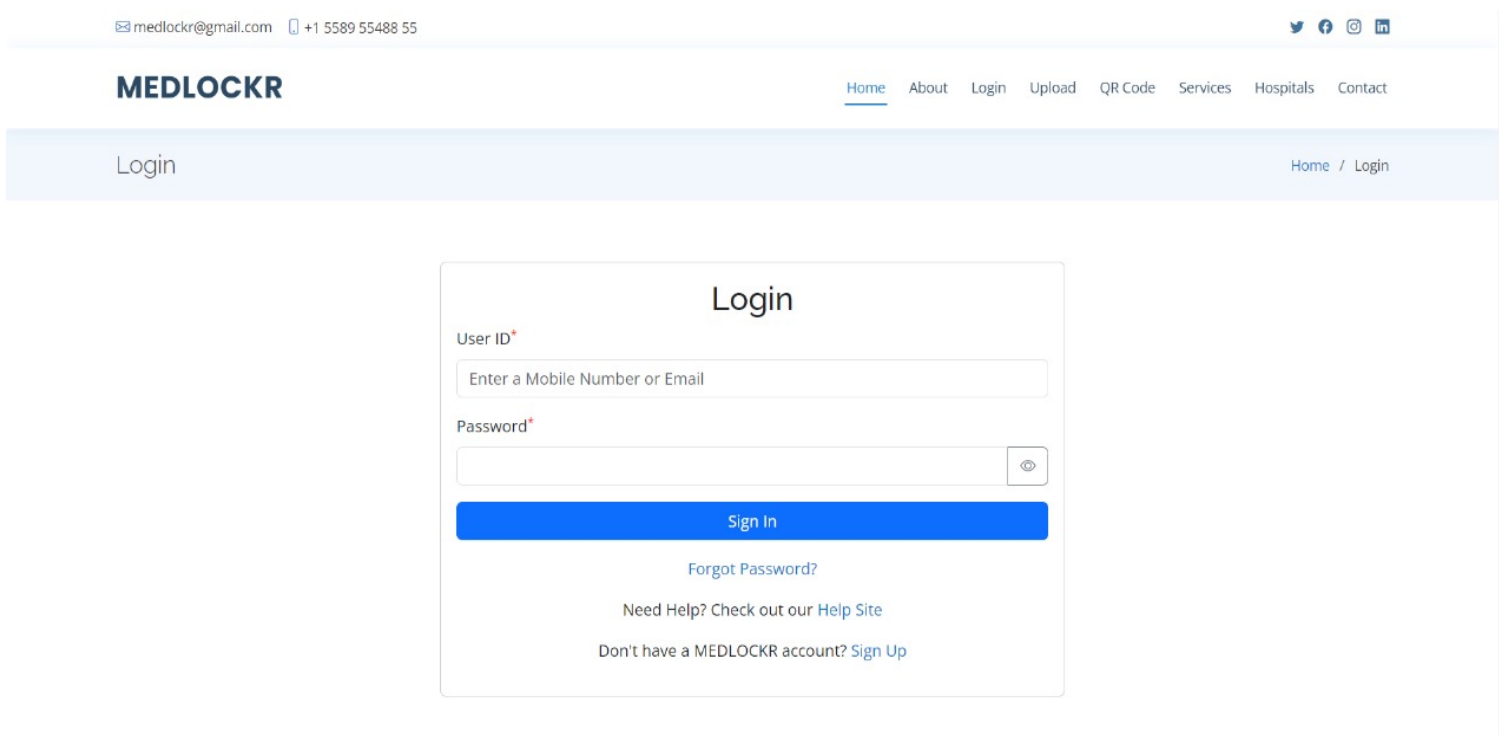 medlockr@gmail.com +1 5589 55488 55
MEDLOCKR
Home About Login Upload QR Code Services Hospitals Contact
Login
Home / Login
Login
User ID*
Enter a Mobile Number or Email
Password*
Sign In
Forgot Password?
Need Help? Check out our Help Site
Don't have a MEDLOCKR account? Sign Up